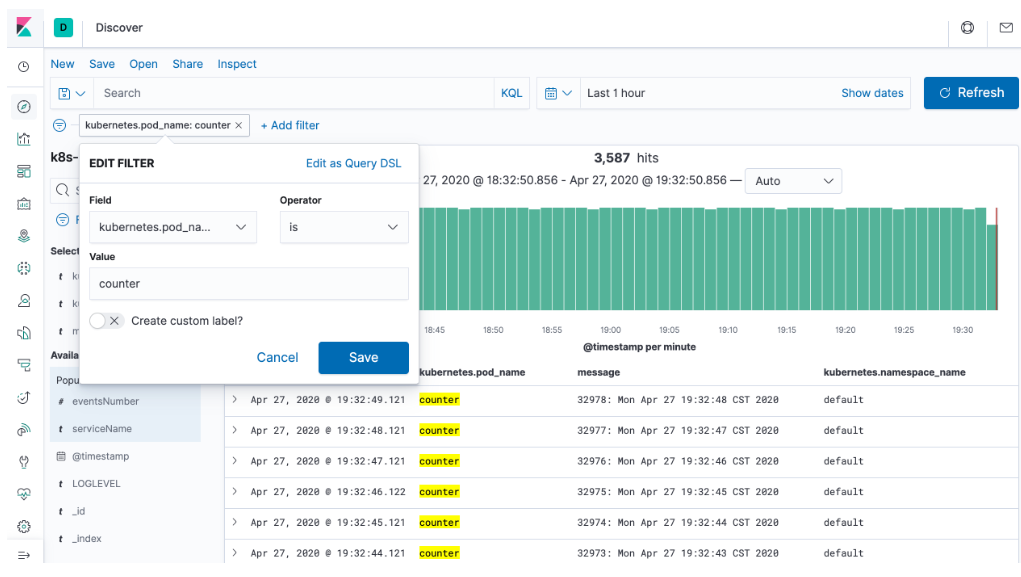 D Discover
New Save Open Share Inspect
Search KQL Last 1 hour Show dates Refresh
kubernetes.pod_name: counter × + Add filter
k8s- EDIT FILTER Edit as Query DSL 3,587 hits
27, 2020 @ 18:32:50.856 - Apr 27, 2020 @ 19:32:50.856 — Auto
Field Operator
kubernetes.pod_na... is
Selec
Value
t k
counter
t k
Create custom label?
t m
18:45 18:50 18:55 19:00 19:05 19:10 19:15 19:20 19:25 19:30
@timestamp per minute
Availa
Cancel Save
Popu
kubernetes.pod_name message kubernetes.namespace_name
# eventsNumber
Apr 27, 2020 @ 19:32:49.121 counter 32978: Mon Apr 27 19:32:48 CST 2020 default
t serviceName
Apr 27, 2020 @ 19:32:48.121 counter 32977: Mon Apr 27 19:32:47 CST 2020 default
@timestamp
Apr 27, 2020 @ 19:32:47.121 counter 32976: Mon Apr 27 19:32:46 CST 2020 default
t LOGLEVEL
Apr 27, 2020 @ 19:32:46.122 counter 32975: Mon Apr 27 19:32:45 CST 2020 default
t _id
Apr 27, 2020 @ 19:32:45.121 counter 32974: Mon Apr 27 19:32:44 CST 2020 default
t _index
Apr 27, 2020 @ 19:32:44.121 counter 32973: Mon Apr 27 19:32:43 CST 2020 default